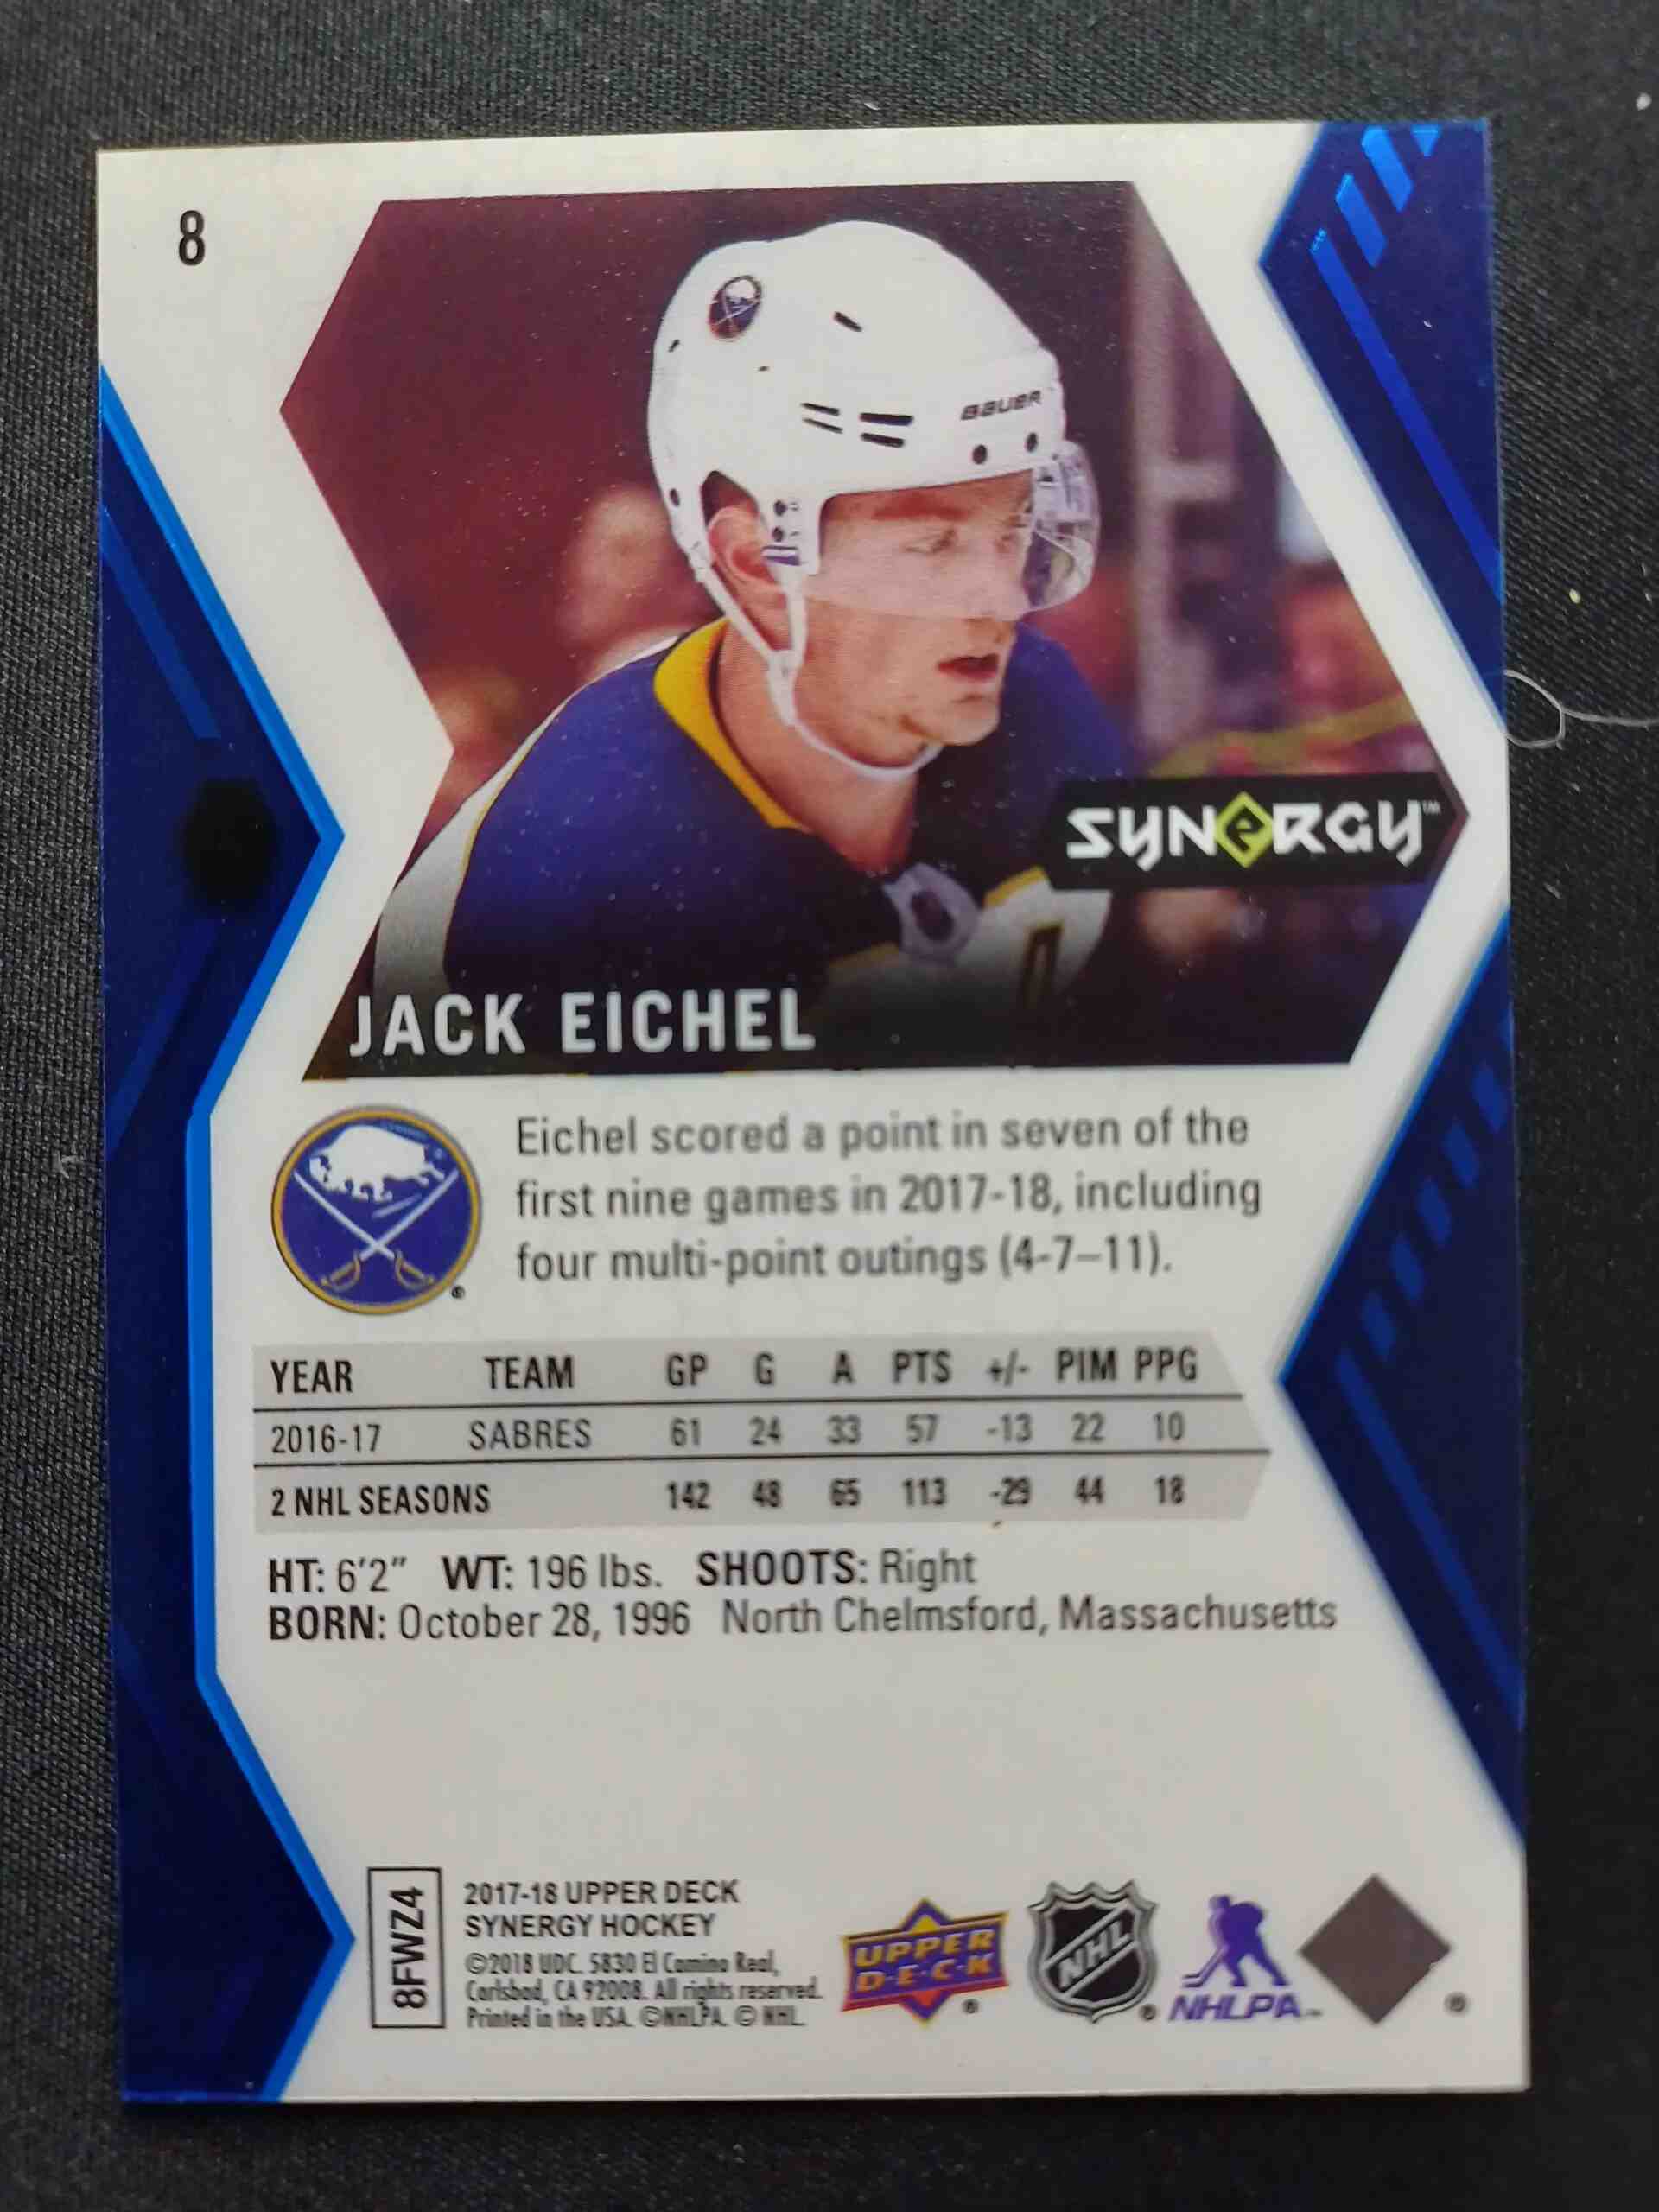 8
BAUER
SYNERGY™
JACK EICHEL
Eichel scored a point in seven of the
first nine games in 2017-18, including
four multi-point outings (4-7–11).
YEAR TEAM GP G A PTS +/- PIM PPG
2016-17 SABRES 61 24 33 57 -13 22 10
2 NHL SEASONS 142 48 65 113 -29 44 18
HT: 6'2" WT: 196 lbs. SHOOTS: Right
BORN: October 28, 1996 North Chelmsford, Massachusetts
8FWZ4
2017-18 UPPER DECK
SYNERGY HOCKEY
©2018 UDC. 5830 El Camino Real,
Carlsbad, CA 92008. All rights reserved.
Printed in the USA. ©NHLPA. © NHL.
UPPER
D·E·C·K
NHL
NHLPA